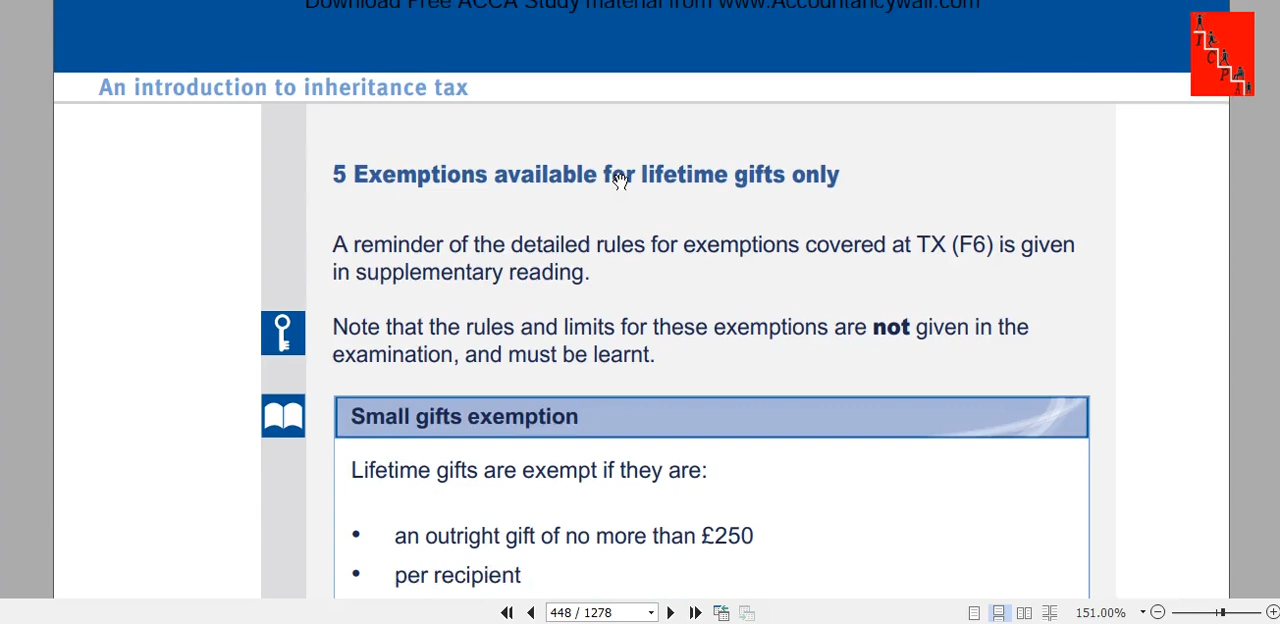 Download Free ACCA Study material from www.Accountancywall.com
I
C
P
A
An introduction to inheritance tax
5 Exemptions available for lifetime gifts only
A reminder of the detailed rules for exemptions covered at TX (F6) is given
in supplementary reading.
Note that the rules and limits for these exemptions are not given in the
examination, and must be learnt.
Small gifts exemption
Lifetime gifts are exempt if they are:
• an outright gift of no more than £250
• per recipient
448 / 1278
151.00%